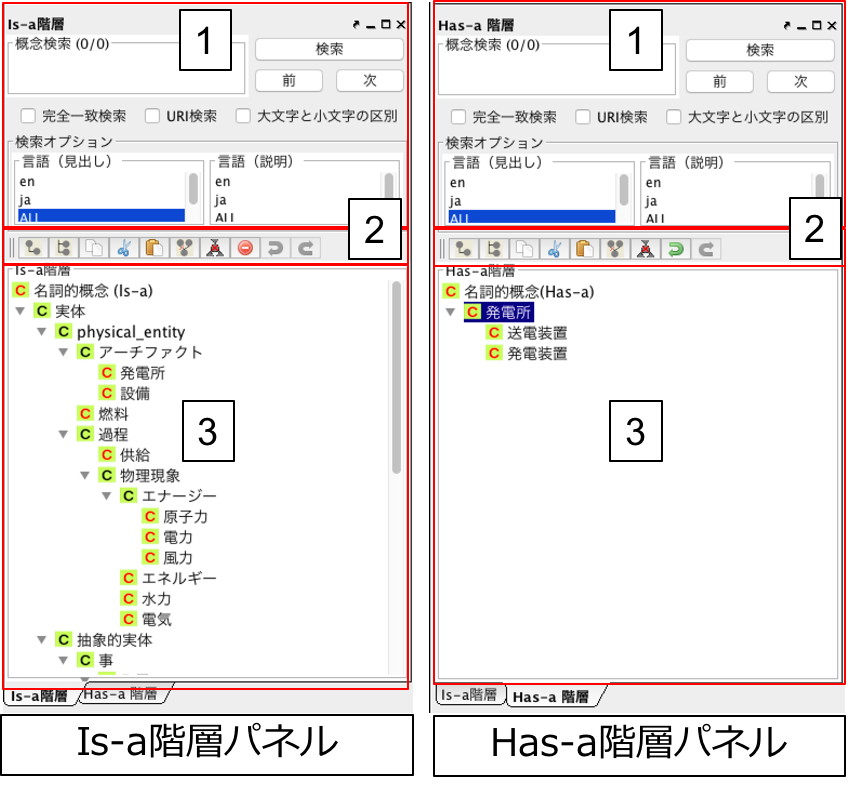 Is-a階層
1
概念検索 (0/0)
検索
前
次
完全一致検索
URI検索
大文字と小文字の区別
検索オプション
言語（見出し）
言語（説明）
en
en
ja
ja
ALL
ALL
2
Is-a階層
名詞的概念 (Is-a)
実体
physical_entity
アーチファクト
発電所
設備
燃料
3
過程
供給
物理現象
エナージー
原子力
電力
風力
エネルギー
水力
電気
抽象的実体
事
Is-a階層
Has-a 階層
Is-a階層パネル
Has-a 階層
1
概念検索 (0/0)
検索
前
次
完全一致検索
URI検索
大文字と小文字の区別
検索オプション
言語（見出し）
言語（説明）
en
en
ja
ja
ALL
ALL
2
Has-a階層
名詞的概念(Has-a)
発電所
送電装置
発電装置
3
Is-a階層
Has-a 階層
Has-a階層パネル